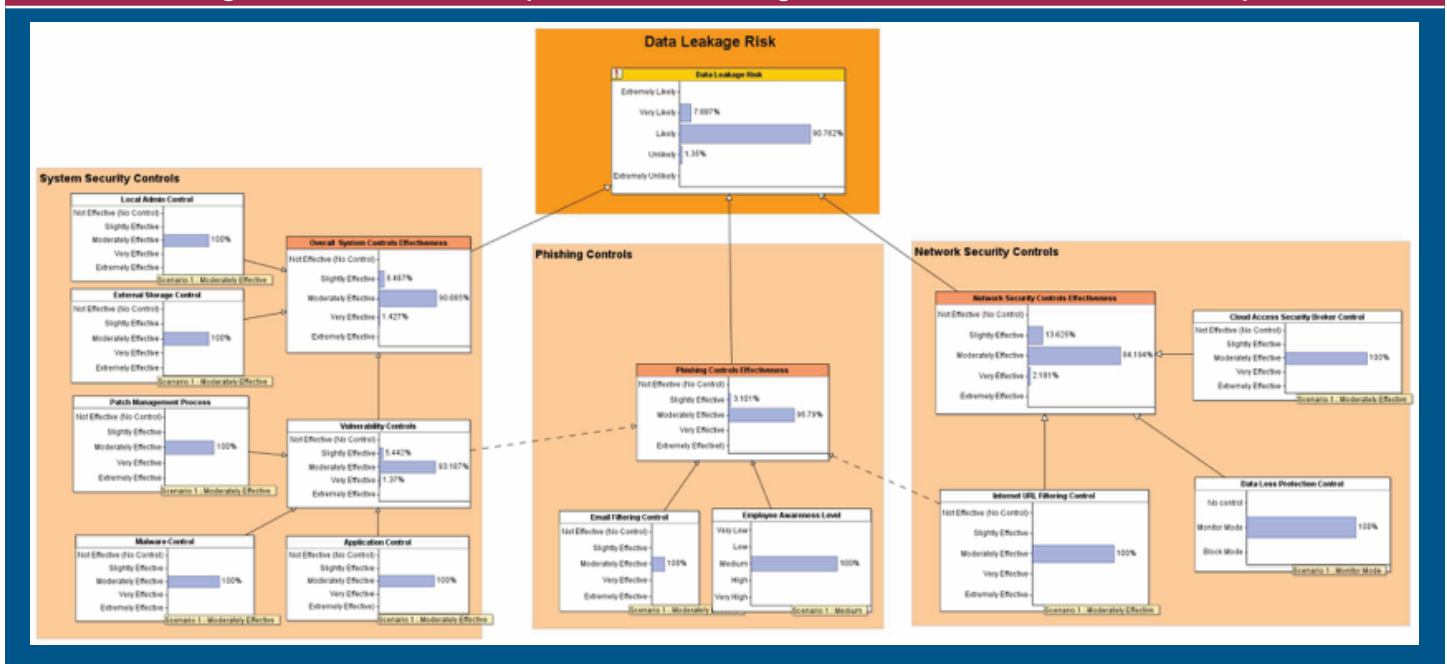 Data Leakage Risk
Data Leakage Risk
Extremely Likely
Very Likely
7.887%
Likely
90.762%
Unlikely
1.35%
Extremely Unlikely
System Security Controls
Local Admin Control
Not Effective (No Control)
Slightly Effective
Moderately Effective
100%
Very Effective
Extremely Effective
Scenario 1 : Moderately Effective
External Storage Control
Not Effective (No Control)
Slightly Effective
Moderately Effective
100%
Very Effective
Extremely Effective
Scenario 1 : Moderately Effective
Overall System Controls Effectiveness
Not Effective (No Control)
Slightly Effective
8.487%
Moderately Effective
90.085%
Very Effective
1.427%
Extremely Effective
Patch Management Process
Not Effective (No Control)
Slightly Effective
Moderately Effective
100%
Very Effective
Extremely Effective
Scenario 1 : Moderately Effective
Vulnerability Controls
Not Effective (No Control)
Slightly Effective
5.442%
Moderately Effective
93.187%
Very Effective
1.37%
Extremely Effective
Malware Control
Not Effective (No Control)
Slightly Effective
Moderately Effective
100%
Very Effective
Extremely Effective
Scenario 1 : Moderately Effective
Application Control
Not Effective (No Control)
Slightly Effective
Moderately Effective
100%
Very Effective
Extremely Effective)
Scenario 1 : Moderately Effective
Phishing Controls
Phishing Controls Effectiveness
Not Effective (No Control)
Slightly Effective
3.101%
Moderately Effective
96.79%
Very Effective
Extremely Effective)
Email Filtering Control
Not Effective (No Control)
Slightly Effective
Moderately Effective
100%
Very Effective
Extremely Effective
Scenario 1 : Moderately
Employee Awareness Level
Very Low
Low
Medium
100%
High
Very High
Scenario 1 : Medium
Network Security Controls
Network Security Controls Effectiveness
Not Effective (No Control)
Slightly Effective
13.625%
Moderately Effective
84.194%
Very Effective
2.181%
Extremely Effective
Cloud Access Security Broker Control
Not Effective (No Control)
Slightly Effective
Moderately Effective
100%
Very Effective
Extremely Effective
Scenario 1 : Moderately Effective
Internet URL Filtering Control
Not Effective (No Control)
Slightly Effective
Moderately Effective
100%
Very Effective
Extremely Effective
Scenario 1 : Moderately Effective
Data Loss Protection Control
No control
Monitor Mode
100%
Block Mode
Scenario 1 : Monitor Mode